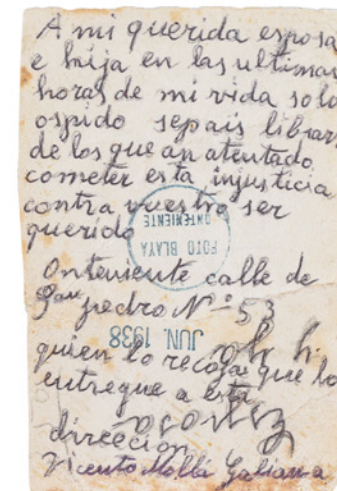 A mi querida esposa
e hija en las ultimas
horas de mi vida solo
ospido sepais librar
de los que an atentado
cometer esta injusticia
contra vuestro ser
querido
FOTO BLAYA
ONTENIENTE
Onteniente calle de
San pedro Nº 53
JUN. 1938
quien lo recoja que lo
entregue a esta
direccion
Vicento Mollá Galiana